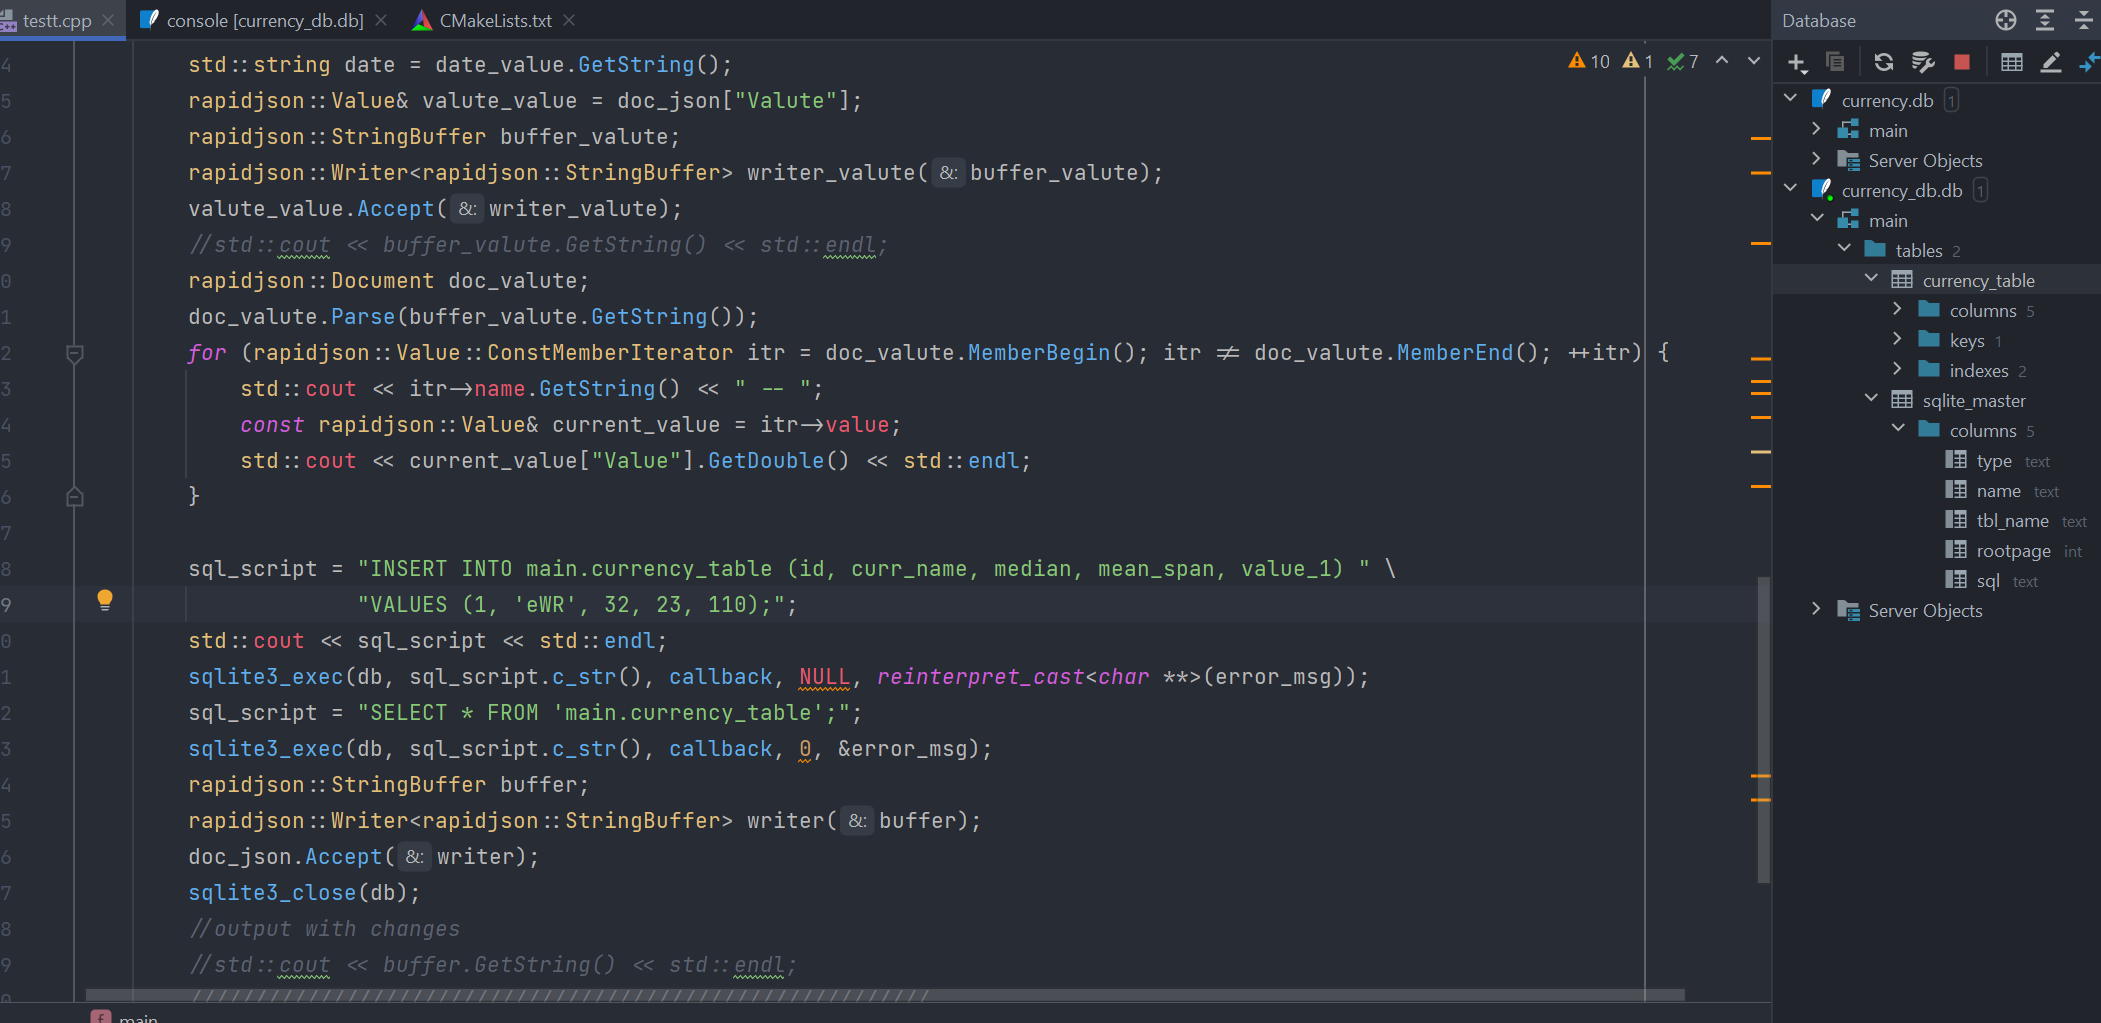 testt.cpp
console [currency_db.db]
CMakeLists.txt
Database
10 1 7
4 std::string date = date_value.GetString();
5 rapidjson::Value& valute_value = doc_json["Valute"];
6 rapidjson::StringBuffer buffer_valute;
7 rapidjson::Writer<rapidjson::StringBuffer> writer_valute( &: buffer_valute);
8 valute_value.Accept( &: writer_valute);
9 //std::cout << buffer_valute.GetString() << std::endl;
0 rapidjson::Document doc_valute;
1 doc_valute.Parse(buffer_valute.GetString());
2 for (rapidjson::Value::ConstMemberIterator itr = doc_valute.MemberBegin(); itr != doc_valute.MemberEnd(); ++itr) {
3 std::cout << itr->name.GetString() << " -- ";
4 const rapidjson::Value& current_value = itr->value;
5 std::cout << current_value["Value"].GetDouble() << std::endl;
6 }
7
8 sql_script = "INSERT INTO main.currency_table (id, curr_name, median, mean_span, value_1) " \
9 "VALUES (1, 'eWR', 32, 23, 110);";
0 std::cout << sql_script << std::endl;
1 sqlite3_exec(db, sql_script.c_str(), callback, NULL, reinterpret_cast<char **>(error_msg));
2 sql_script = "SELECT * FROM 'main.currency_table';";
3 sqlite3_exec(db, sql_script.c_str(), callback, 0, &error_msg);
4 rapidjson::StringBuffer buffer;
5 rapidjson::Writer<rapidjson::StringBuffer> writer( &: buffer);
6 doc_json.Accept( &: writer);
7 sqlite3_close(db);
8 //output with changes
9 //std::cout << buffer.GetString() << std::endl;
0 /////////////////////////////////////////////////////////
f main
currency.db 1
main
Server Objects
currency_db.db 1
main
tables 2
currency_table
columns 5
keys 1
indexes 2
sqlite_master
columns 5
type text
name text
tbl_name text
rootpage int
sql text
Server Objects